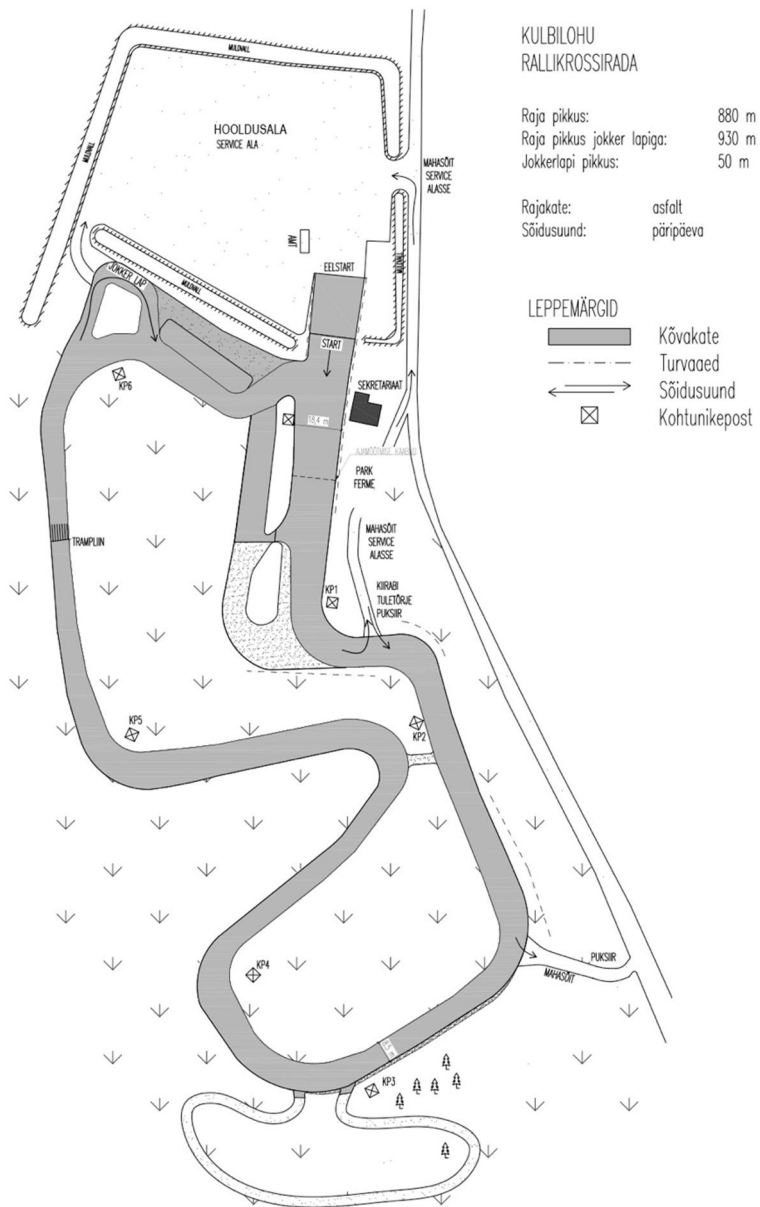 KULBILOHU
RALLIKROSSIRADA
Raja pikkus: 880 m
Raja pikkus jokker lapiga: 930 m
Jokkerlapi pikkus: 50 m
Rajakate: asfalt
Sõidusuund: päripäeva
LEPPEMÄRGID
Kõvakate
Turvaaed
Sõidusuund
Kohtunikepost
MULDVALL
MULDVALL
HOOLDUSALA
SERVICE ALA
MAHASÕIT
SERVICE
ALASSE
MULDVALL
MULDVALL
EELSTART
JOKKER LAP
START
SEKRETARIAAT
KP6
18,4 m
AJAMÕÕTMISE KAABLID
PARK
FERME
TRAMPLIIN
MAHASÕIT
SERVICE
ALASSE
KP1
KIIRABI
TULETÕRJE
PUKSIIR
KP5
KP2
KP4
PUKSIIR
MAHASÕIT
KP3